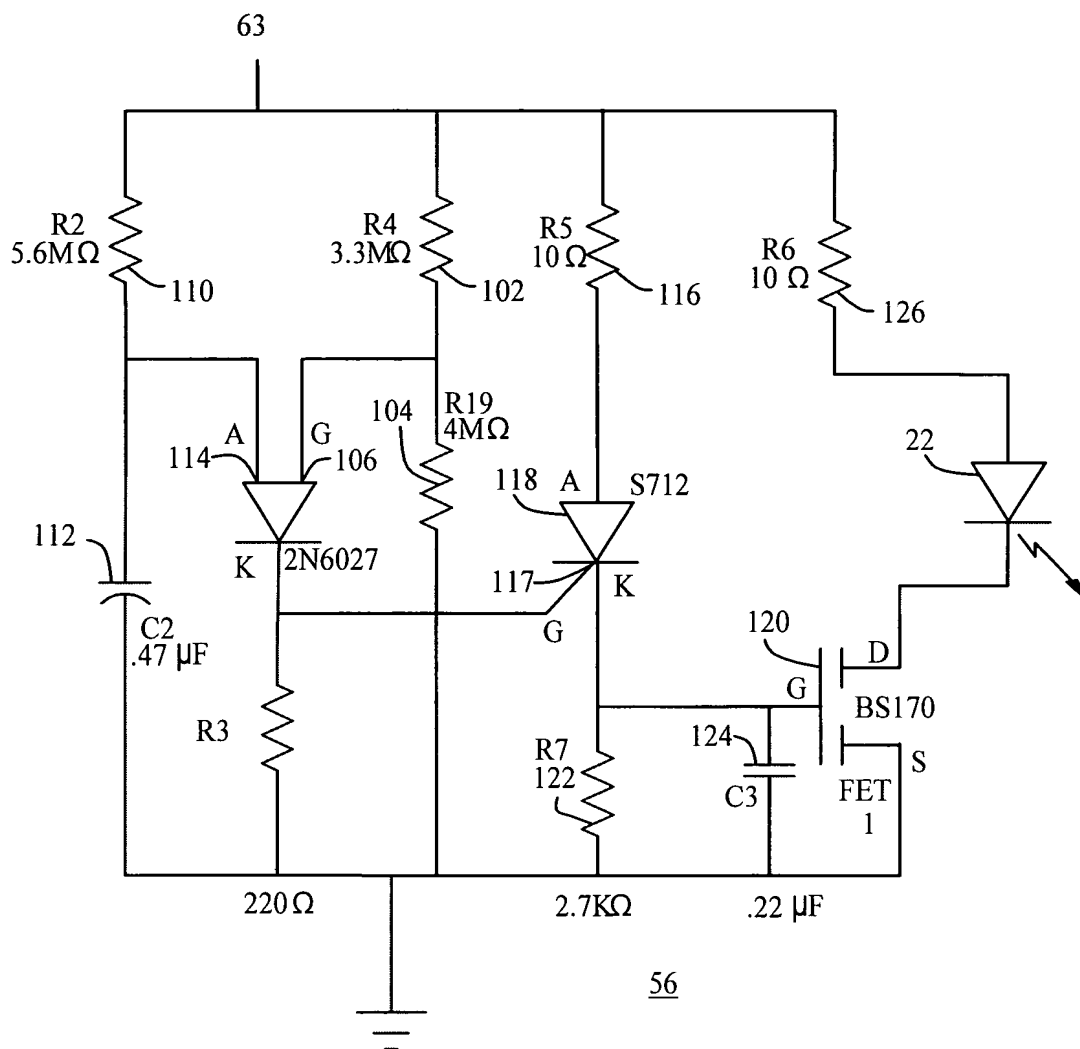 63
R2
5.6MΩ
110
R4
3.3MΩ
102
R5
10 Ω
116
R6
10 Ω
126
A
G
114
106
R19
4MΩ
104
118
A
S712
22
112
K
2N6027
117
K
G
C2
.47 µF
120
D
G
BS170
R3
R7
122
124
C3
S
FET
1
220Ω
2.7KΩ
.22 µF
56